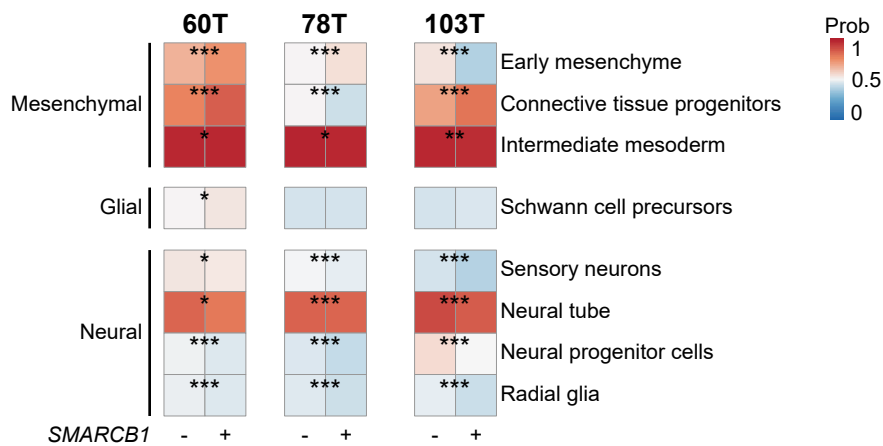 60T 78T 103T Prob
Mesenchymal
*** *** *** Early mesenchyme
*** *** *** Connective tissue progenitors
* * ** Intermediate mesoderm
1
0.5
0
Glial
* Schwann cell precursors
Neural
* *** *** Sensory neurons
* *** *** Neural tube
*** *** *** Neural progenitor cells
*** *** *** Radial glia
SMARCB1 - + - + - +